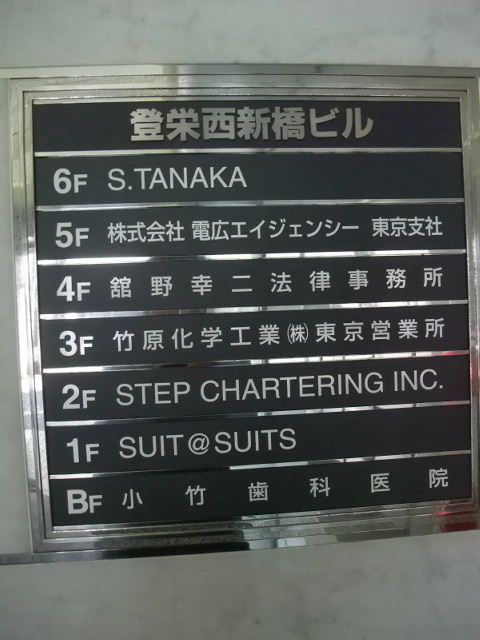 登栄西新橋ビル
6F S.TANAKA
5F 株式会社 電広エイジェンシー 東京支社
4F 舘野幸二法律事務所
3F 竹原化学工業㈱東京営業所
2F STEP CHARTERING INC.
1F SUIT@SUITS
BF 小竹歯科医院